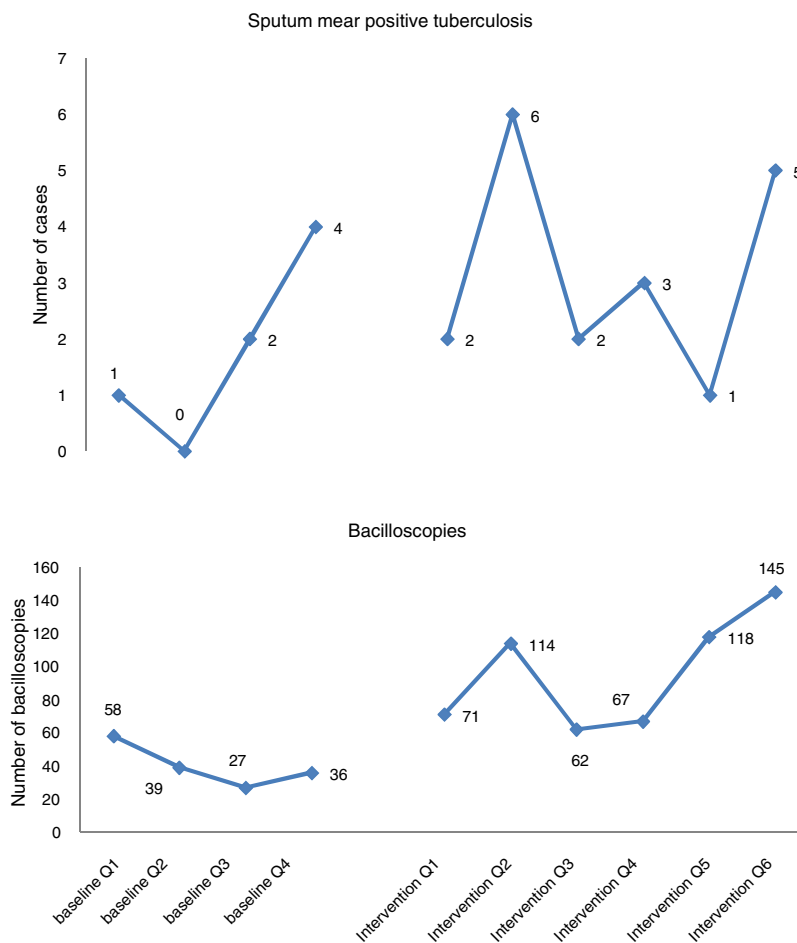 Sputum mear positive tuberculosis
Number of cases
7
6
5
4
3
2
1
0
1
0
2
4
2
6
2
3
1
5
Bacilloscopies
Number of bacilloscopies
160
140
120
100
80
60
40
20
0
58
39
27
36
71
114
62
67
118
145
baseline Q1
baseline Q2
baseline Q3
baseline Q4
Intervention Q1
Intervention Q2
Intervention Q3
Intervention Q4
Intervention Q5
Intervention Q6